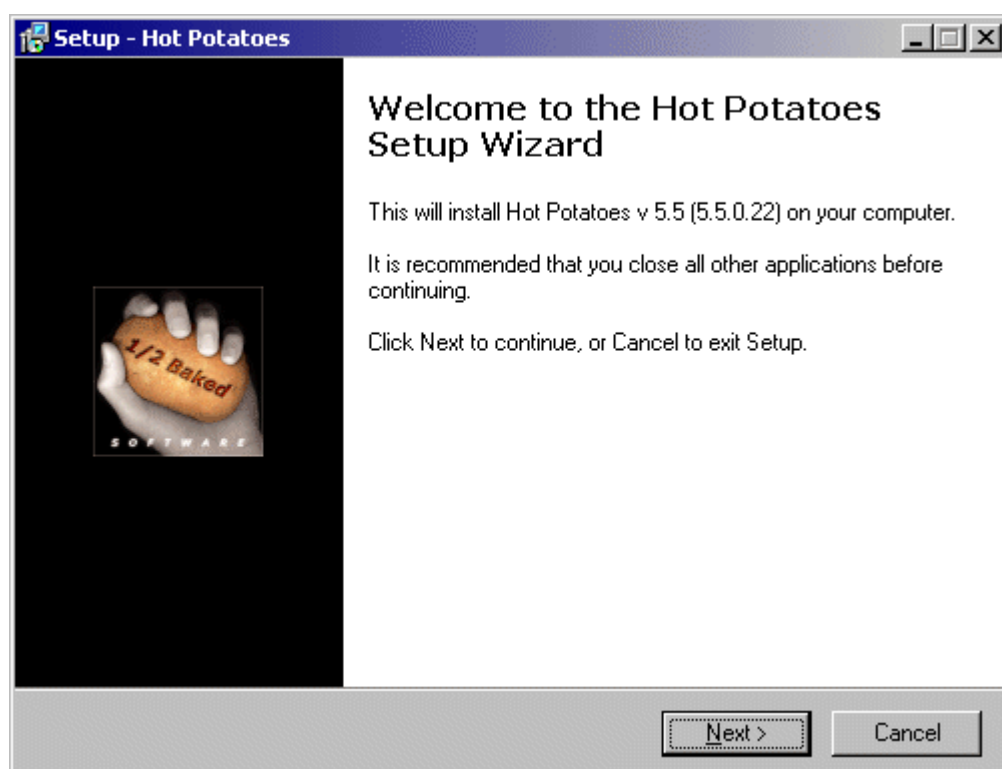 Setup - Hot Potatoes
Welcome to the Hot Potatoes
Setup Wizard
This will install Hot Potatoes v 5.5 (5.5.0.22) on your computer.
It is recommended that you close all other applications before
continuing.
Click Next to continue, or Cancel to exit Setup.
1/2 Baked
SOFTWARE
Next >
Cancel